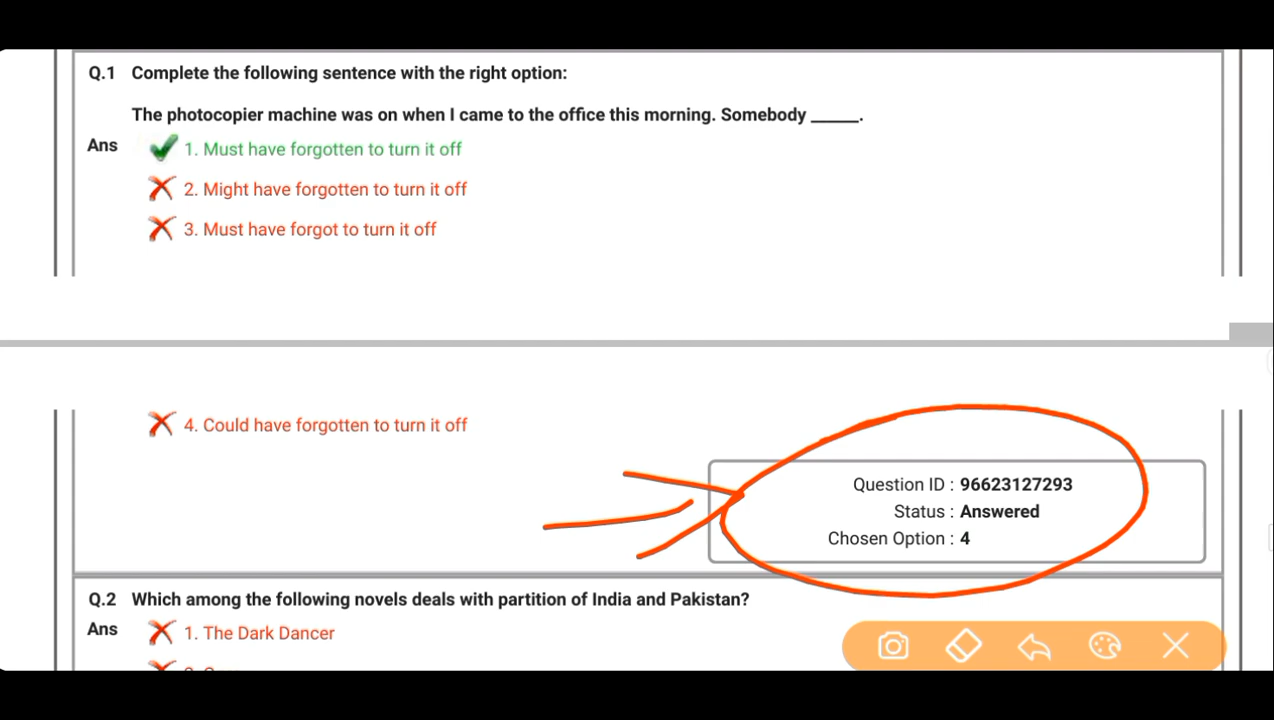 Q.1 Complete the following sentence with the right option:
The photocopier machine was on when I came to the office this morning. Somebody _____.
Ans 1. Must have forgotten to turn it off
2. Might have forgotten to turn it off
3. Must have forgot to turn it off
4. Could have forgotten to turn it off
Question ID : 96623127293
Status : Answered
Chosen Option : 4
Q.2 Which among the following novels deals with partition of India and Pakistan?
Ans 1. The Dark Dancer